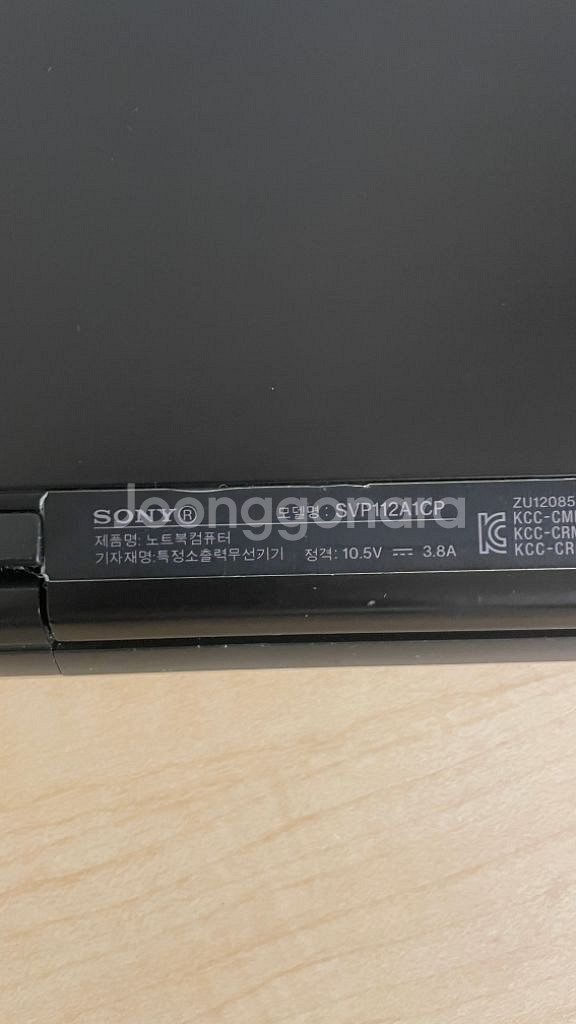 Joonggonara
SONY® 모델명: SVP112A1CP
제품명: 노트북컴퓨터
기자재명:특정소출력무선기기 정격: 10.5V 3.8A
ZU12085
KCC-CM
KCC-CRM
KCC-CR